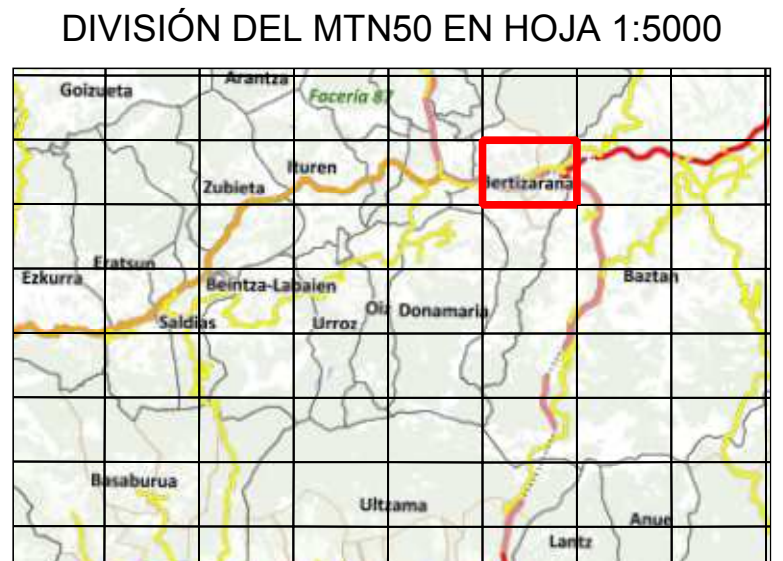 DIVISIÓN DEL MTN50 EN HOJA 1:5000
Goizueta
Arantza
Facería 87
Ituren
Zubieta
Bertizarana
Eratsun
Ezkurra
Beintza-Labaien
Baztan
Saldias
Urroz
Oiz
Donamaria
Basaburua
Ultzama
Anue
Lantz